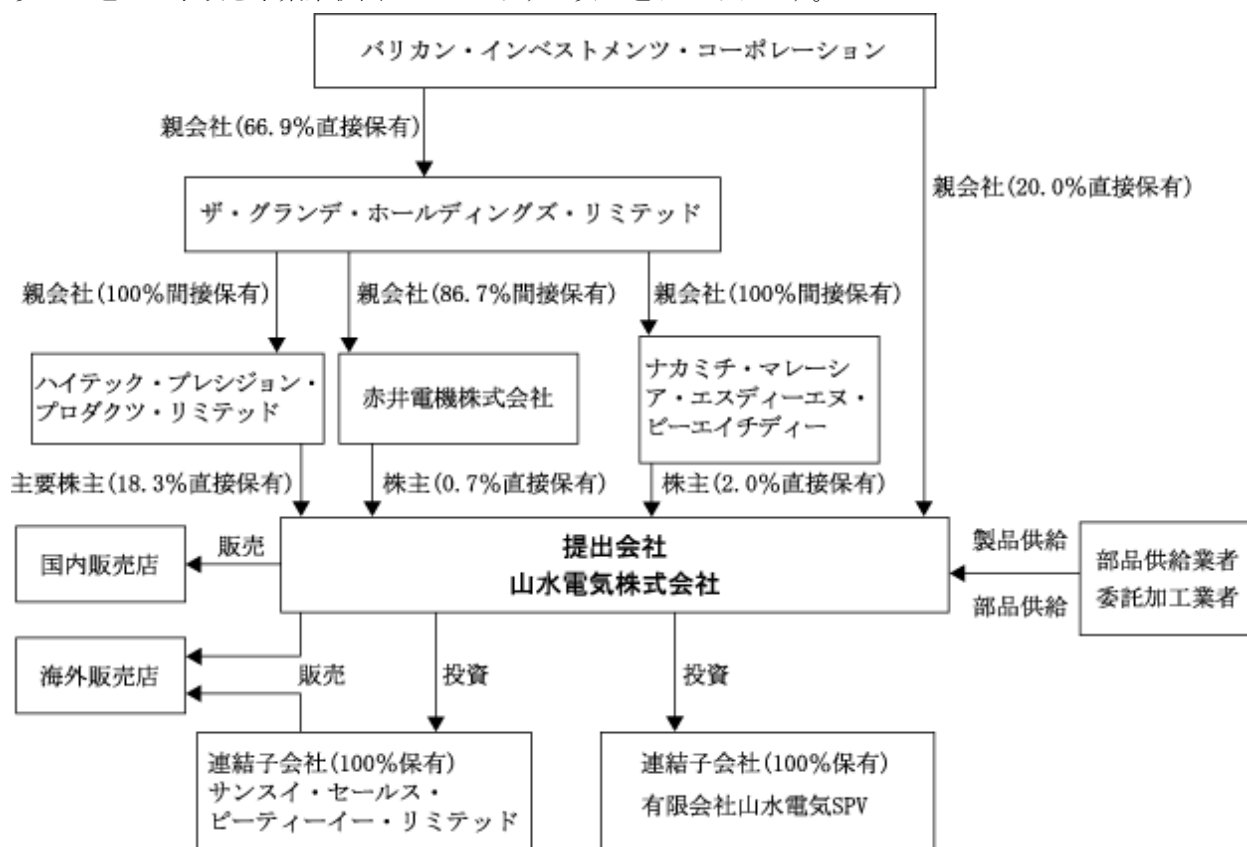 バリカン・インベストメンツ・コーポレーション
親会社(66.9%直接保有)
親会社(20.0%直接保有)
ザ・グランデ・ホールディングズ・リミテッド
親会社(100%間接保有)
親会社(86.7%間接保有)
親会社(100%間接保有)
ハイテック・プレシジョン・
プロダクツ・リミテッド
赤井電機株式会社
ナカミチ・マレーシ
ア・エスディーエヌ・
ビーエイチディー
主要株主(18.3%直接保有)
株主(0.7%直接保有)
株主(2.0%直接保有)
国内販売店
販売
提出会社
山水電気株式会社
製品供給
部品供給
部品供給業者
委託加工業者
海外販売店
販売
投資
投資
連結子会社(100%保有)
サンスイ・セールス・
ピーティーイー・リミテッド
連結子会社(100%保有)
有限会社山水電気SPV